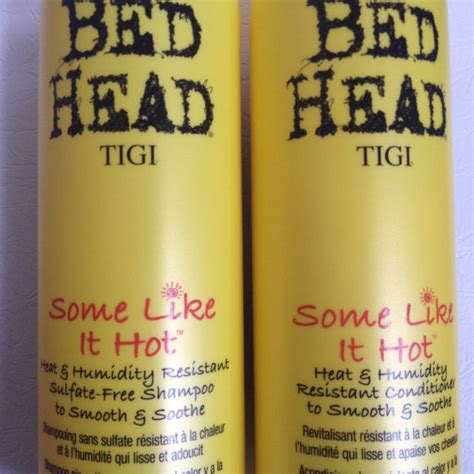 BED
HEAD
TIGI
Some Like
It Hot™
Heat & Humidity Resistant
Sulfate-Free Shampoo
to Smooth & Soothe
Shampooing sans sulfate résistant à la chaleur
et à l'humidité qui lisse et adoucit
BED
HEAD
TIGI
Some Like
It Hot™
Heat & Humidity
Resistant Conditioner
to Smooth & Soothe
Revitalisant résistant à la chaleur et à
l'humidité qui lisse et apaise vos cheveux